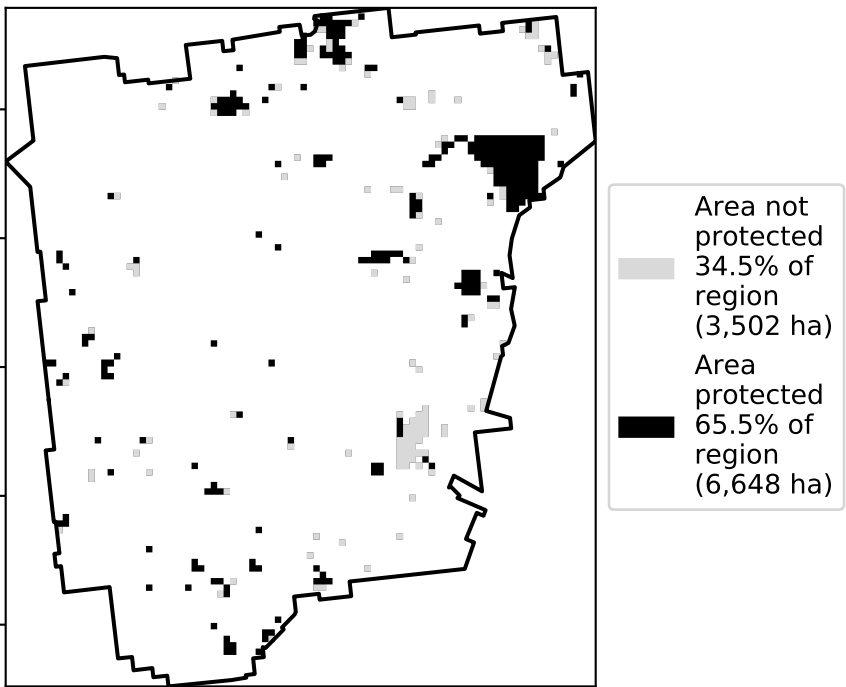 Area not
protected
34.5% of
region
(3,502 ha)
Area
protected
65.5% of
region
(6,648 ha)